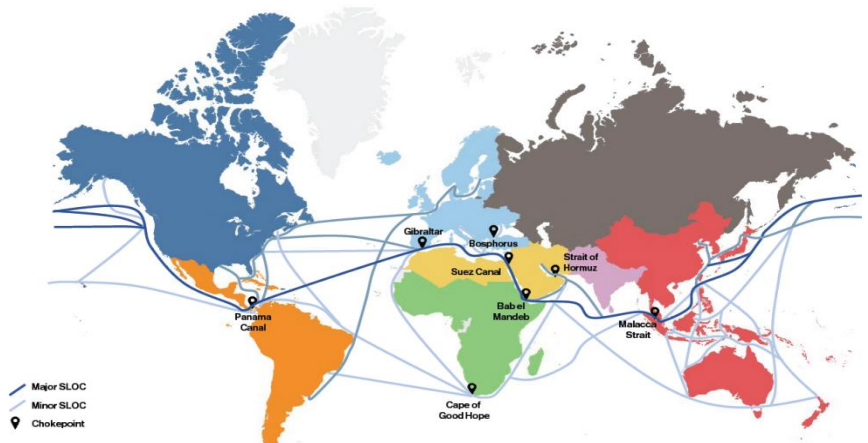 Gibraltar
Bosphorus
Strait of
Hormuz
Suez Canal
Bab el
Mandeb
Panama
Canal
Malacca
Strait
Cape of
Good Hope
Major SLOC
Minor SLOC
Chokepoint